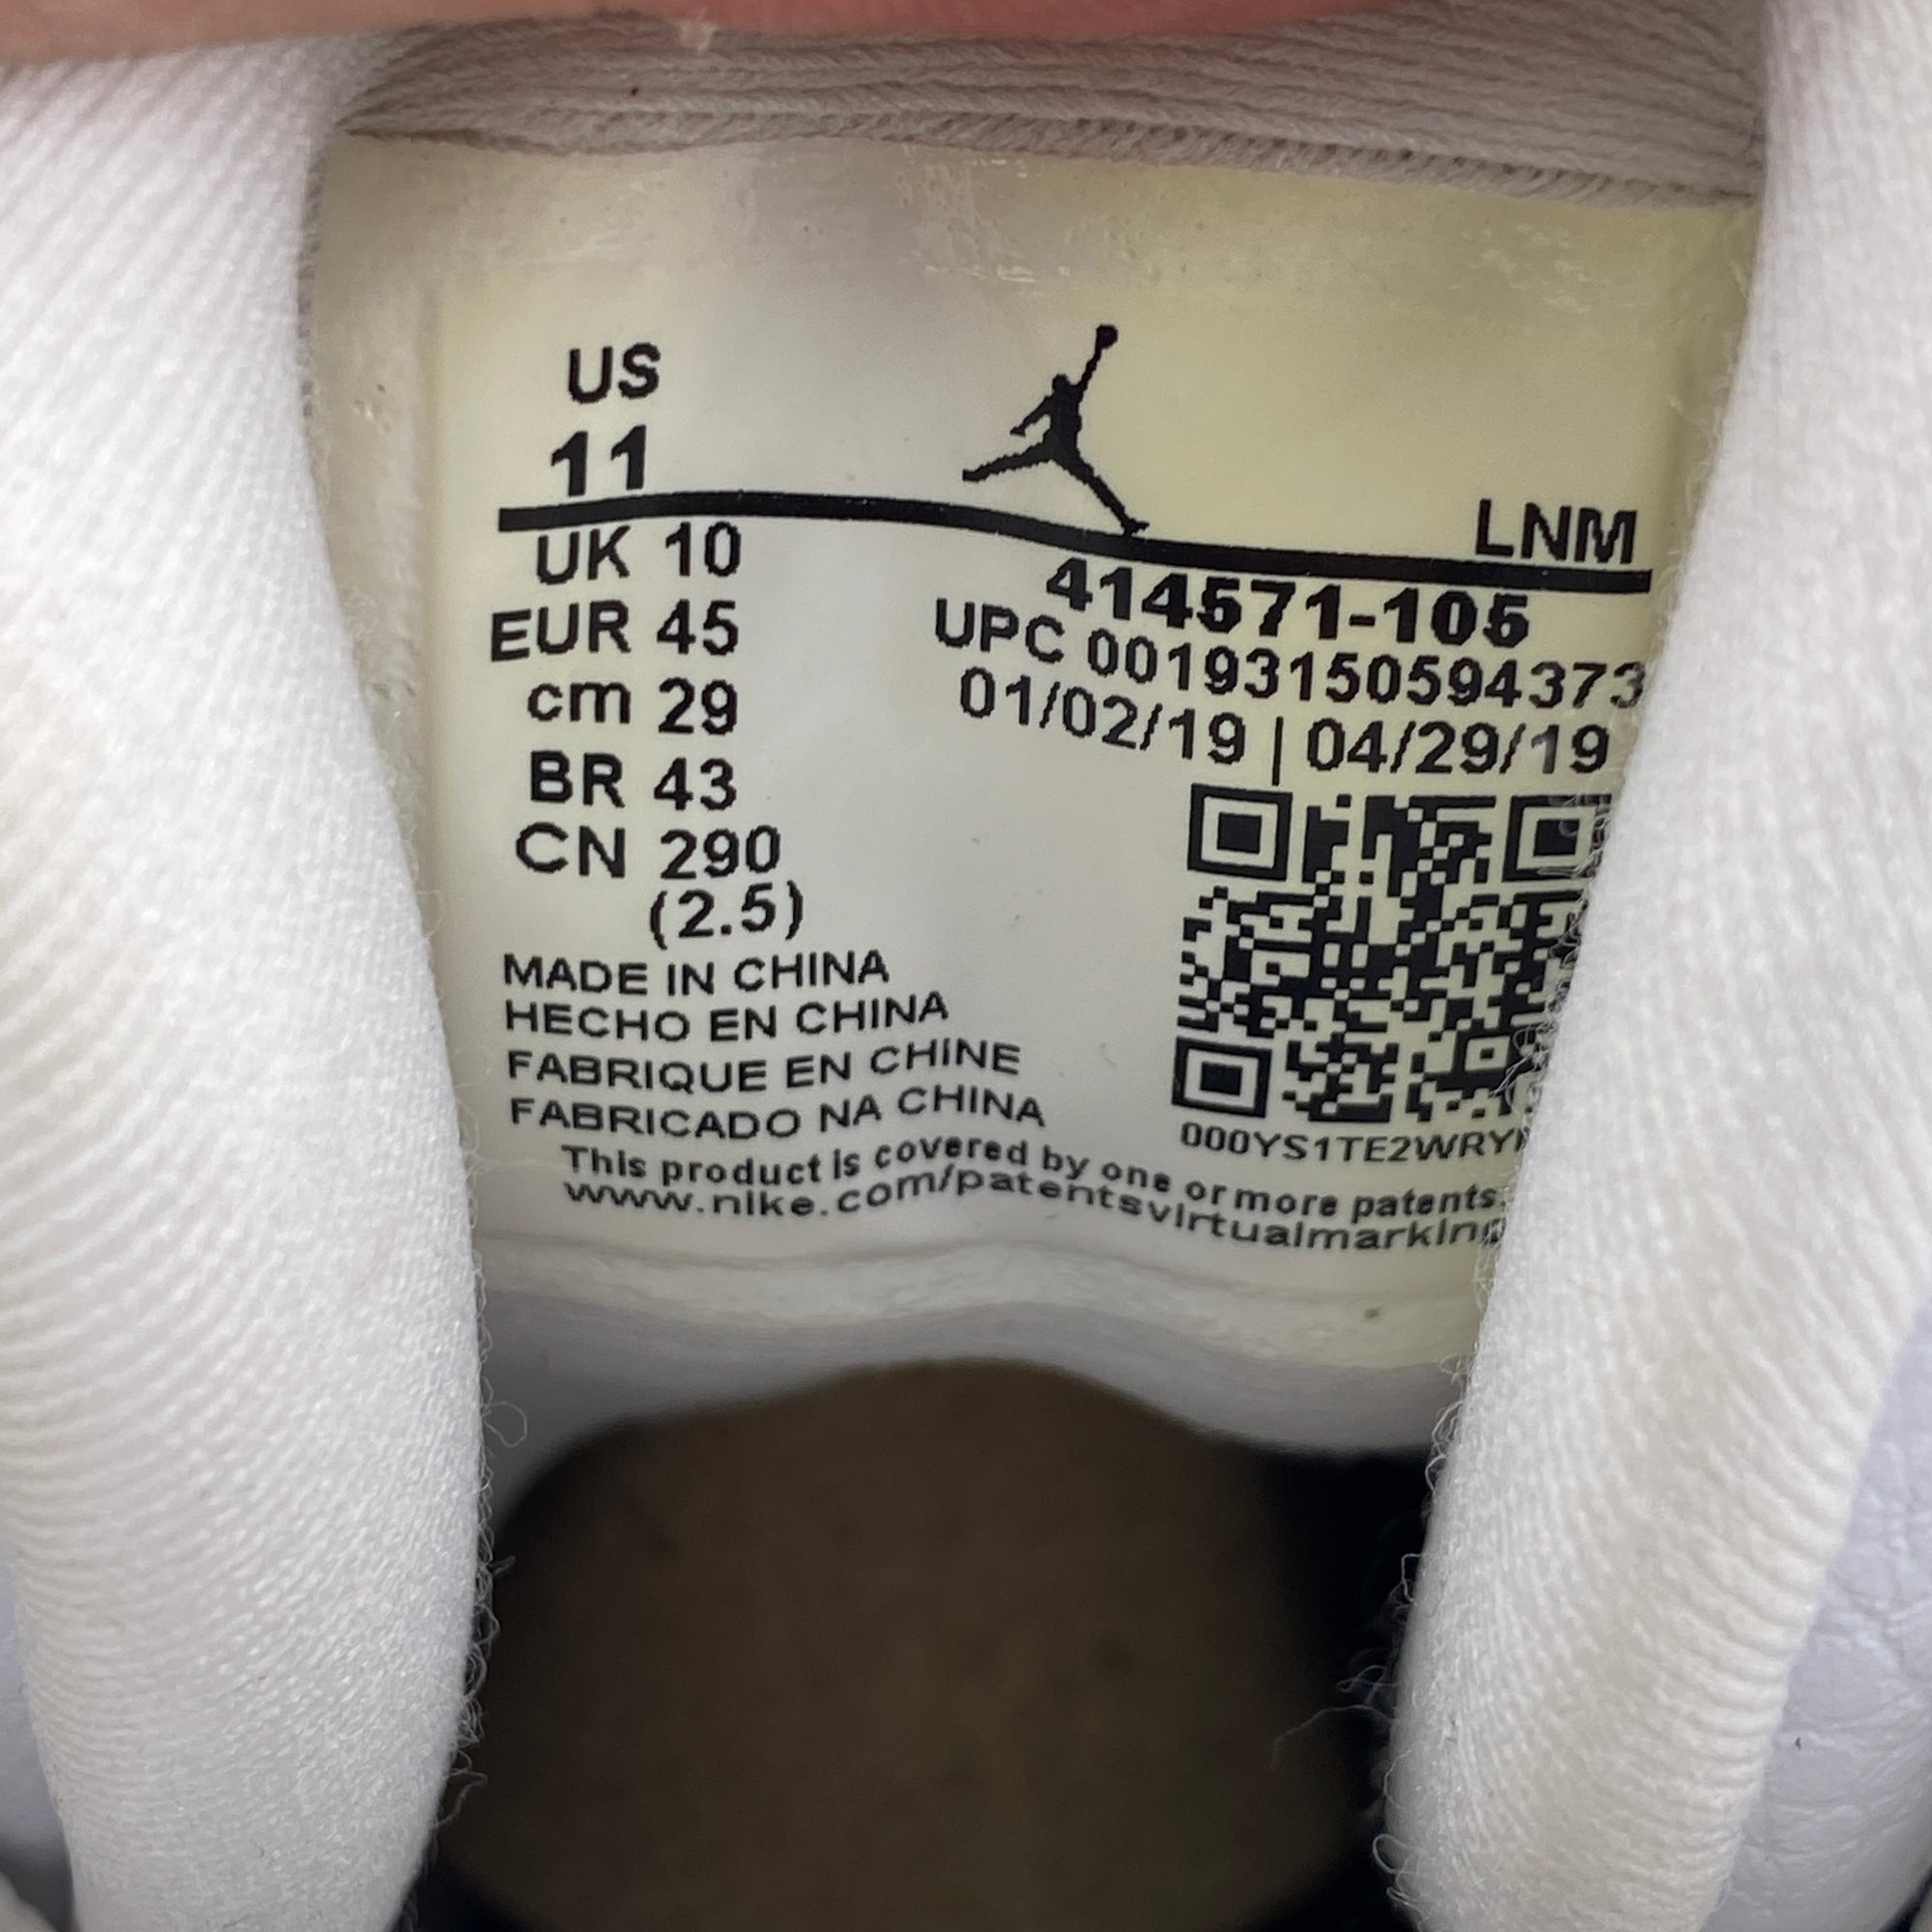 US
11
LNM
UK 10
EUR 45
cm 29
BR 43
CN 290
(2.5)
414571-105
UPC 00193150594373
01/02/19 | 04/29/19
MADE IN CHINA
HECHO EN CHINA
FABRIQUE EN CHINE
FABRICADO NA CHINA
This product is covered by one or more patents.
www.nike.com/patentsvirtualmarking